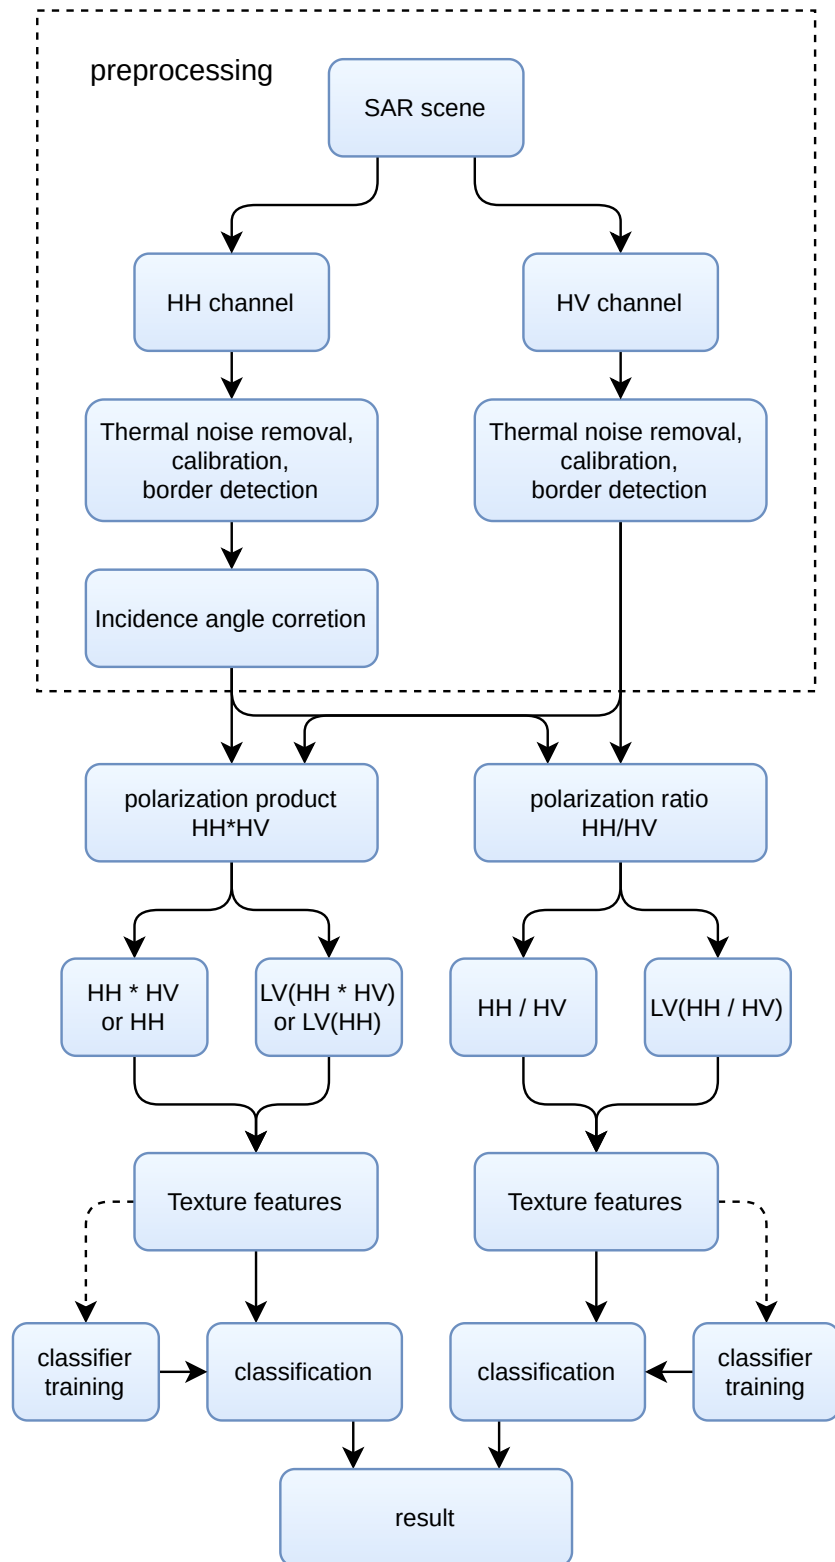 preprocessing
SAR scene
HH channel
HV channel
Thermal noise removal,
calibration,
border detection
Thermal noise removal,
calibration,
border detection
Incidence angle corretion
polarization product
HH*HV
polarization ratio
HH/HV
HH * HV
or HH
LV(HH * HV)
or LV(HH)
HH / HV
LV(HH / HV)
Texture features
Texture features
classifier
training
classification
classification
classifier
training
result